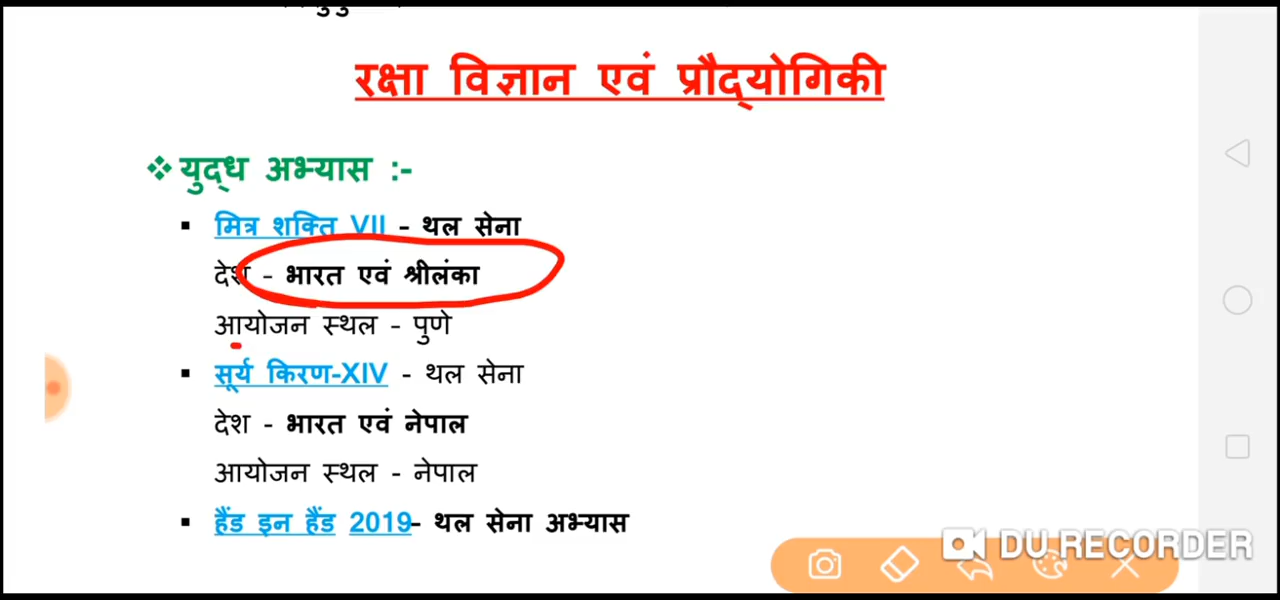 रक्षा विज्ञान एवं प्रौद्योगिकी
❖ युद्ध अभ्यास :-
▪ मित्र शक्ति VII - थल सेना
देश - भारत एवं श्रीलंका
आयोजन स्थल - पुणे
▪ सूर्य किरण-XIV - थल सेना
देश - भारत एवं नेपाल
आयोजन स्थल - नेपाल
▪ हैंड इन हैंड 2019- थल सेना अभ्यास
DU RECORDER